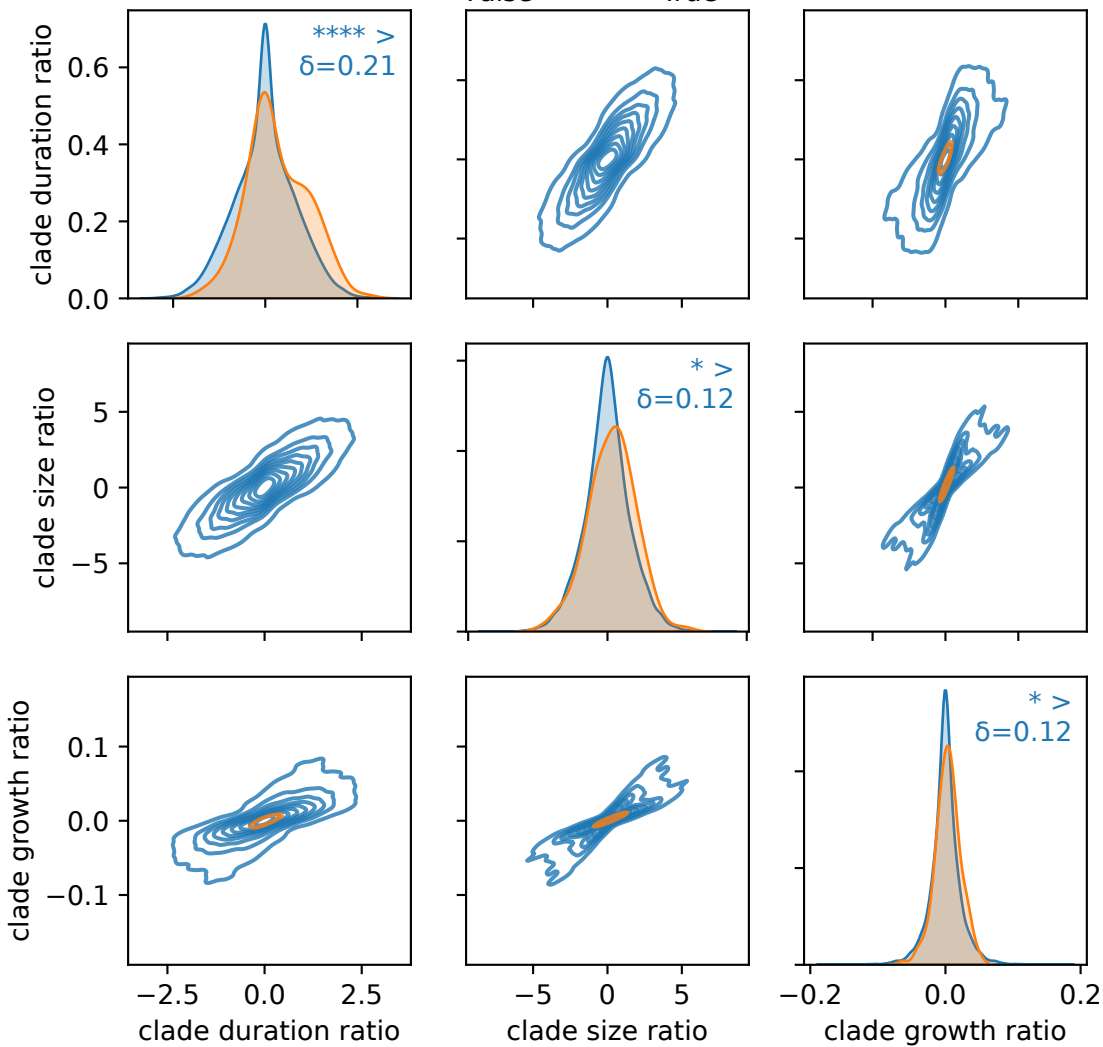 clade duration ratio
0.6
0.4
0.2
0.0
**** >
δ=0.21
clade size ratio
5
0
−5
* >
δ=0.12
clade growth ratio
0.1
0.0
−0.1
* >
δ=0.12
−2.5 0.0 2.5
clade duration ratio
−5 0 5
clade size ratio
−0.2 0.0 0.2
clade growth ratio